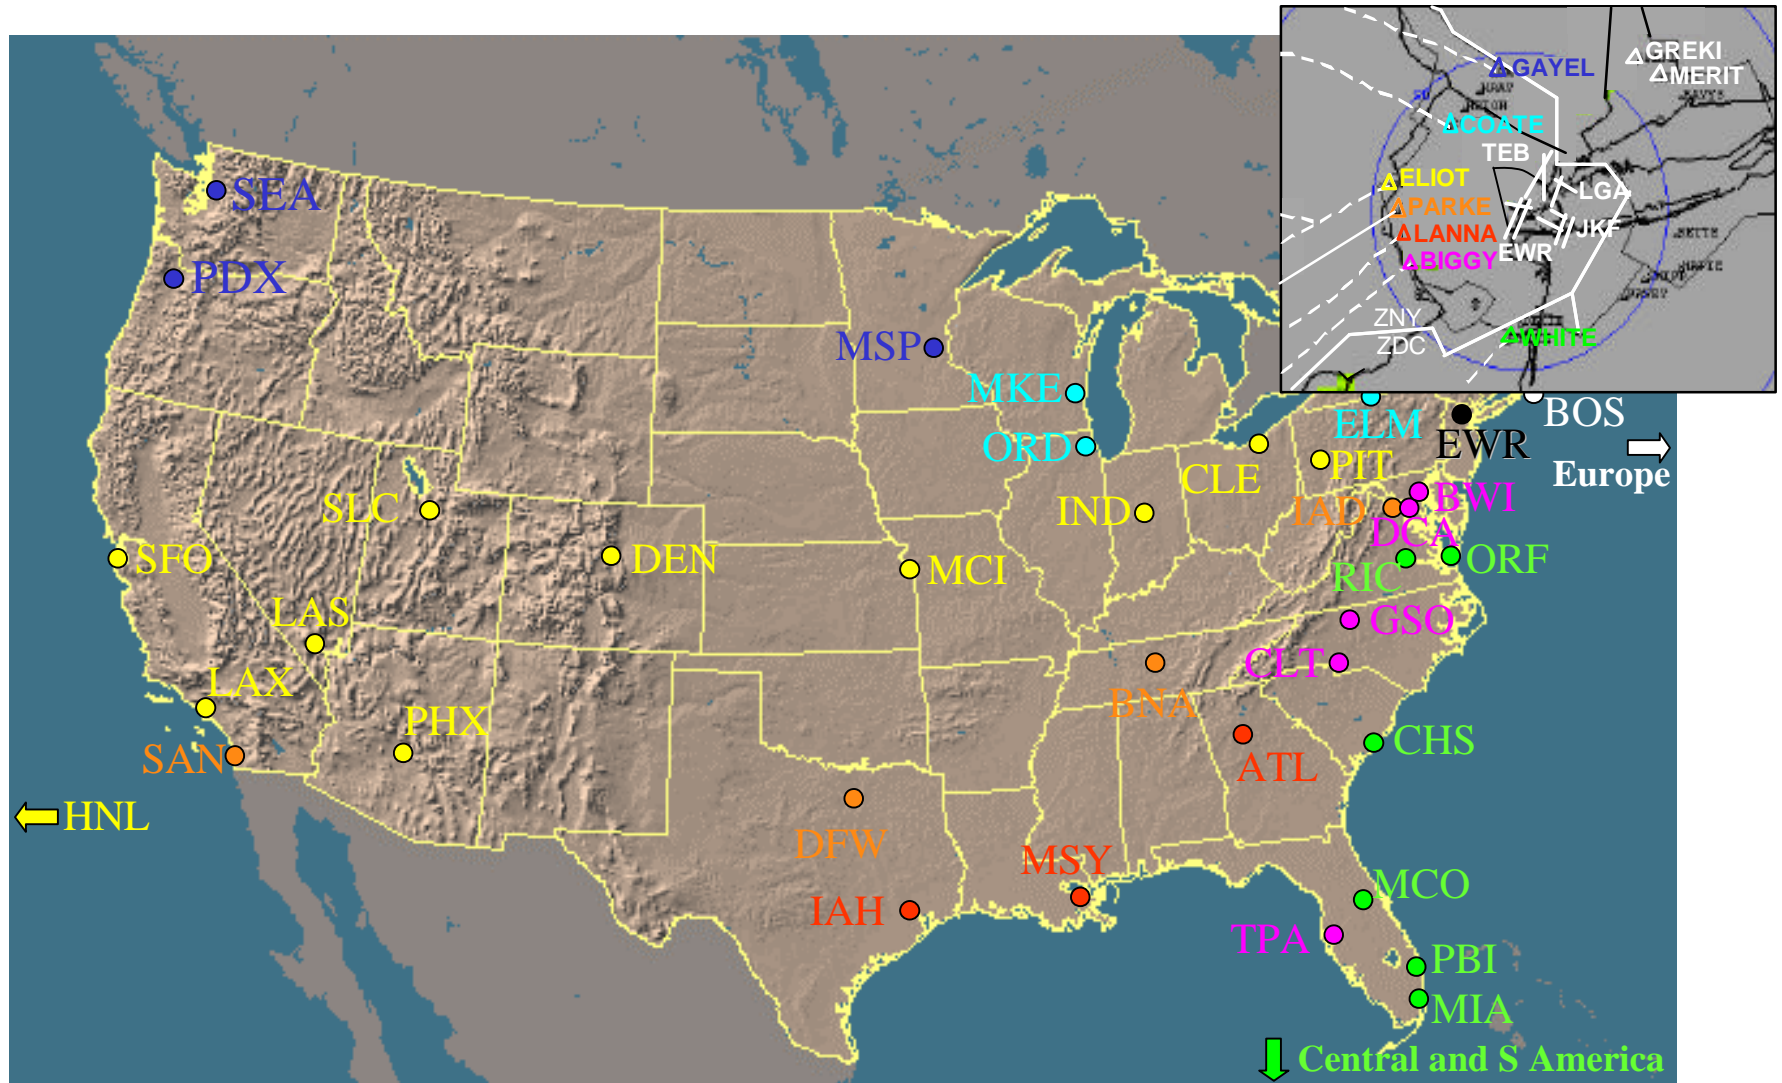 GREKI
MERIT
GAYEL
COATE
TEB
ELIOT
LGA
PARKE
LANNA
JKF
EWR
BIGGY
ZNY
ZDC
WHITE
SEA
PDX
MSP
MKE
ORD
ELM
BOS
EWR
Europe
CLE
PIT
IND
IAD
BWI
DCA
SLC
SFO
DEN
MCI
RIC
ORF
LAS
GSO
LAX
CLT
PHX
BNA
SAN
ATL
CHS
HNL
DFW
MSY
IAH
MCO
TPA
PBI
MIA
Central and S America